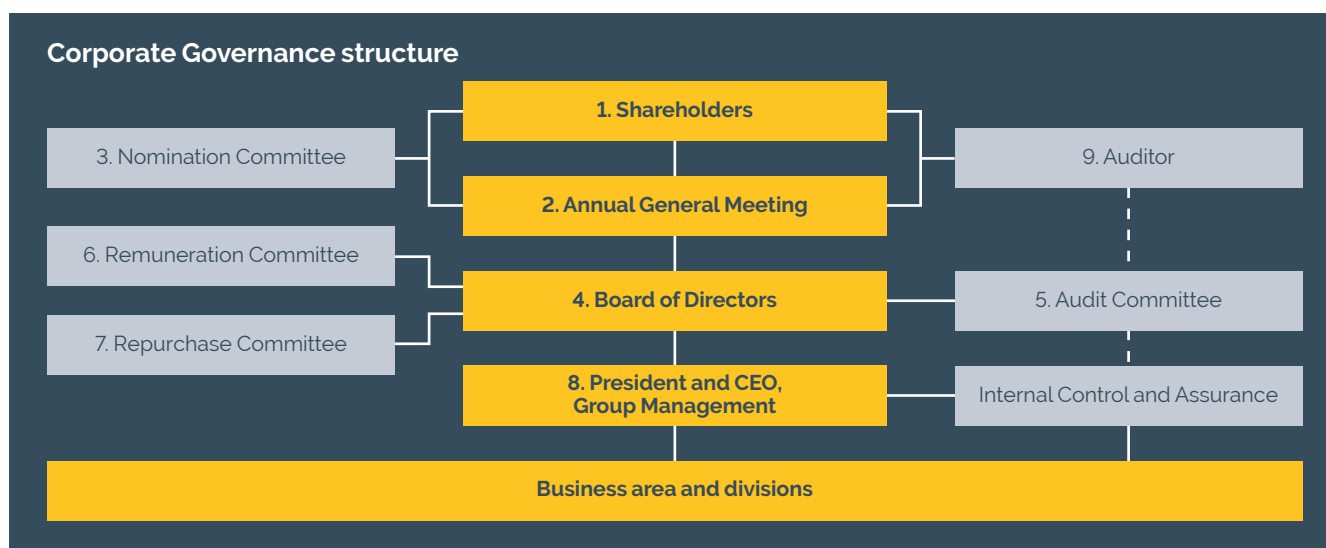 Corporate Governance structure
1. Shareholders
3. Nomination Committee
9. Auditor
2. Annual General Meeting
6. Remuneration Committee
4. Board of Directors
5. Audit Committee
7. Repurchase Committee
8. President and CEO,
Group Management
Internal Control and Assurance
Business area and divisions